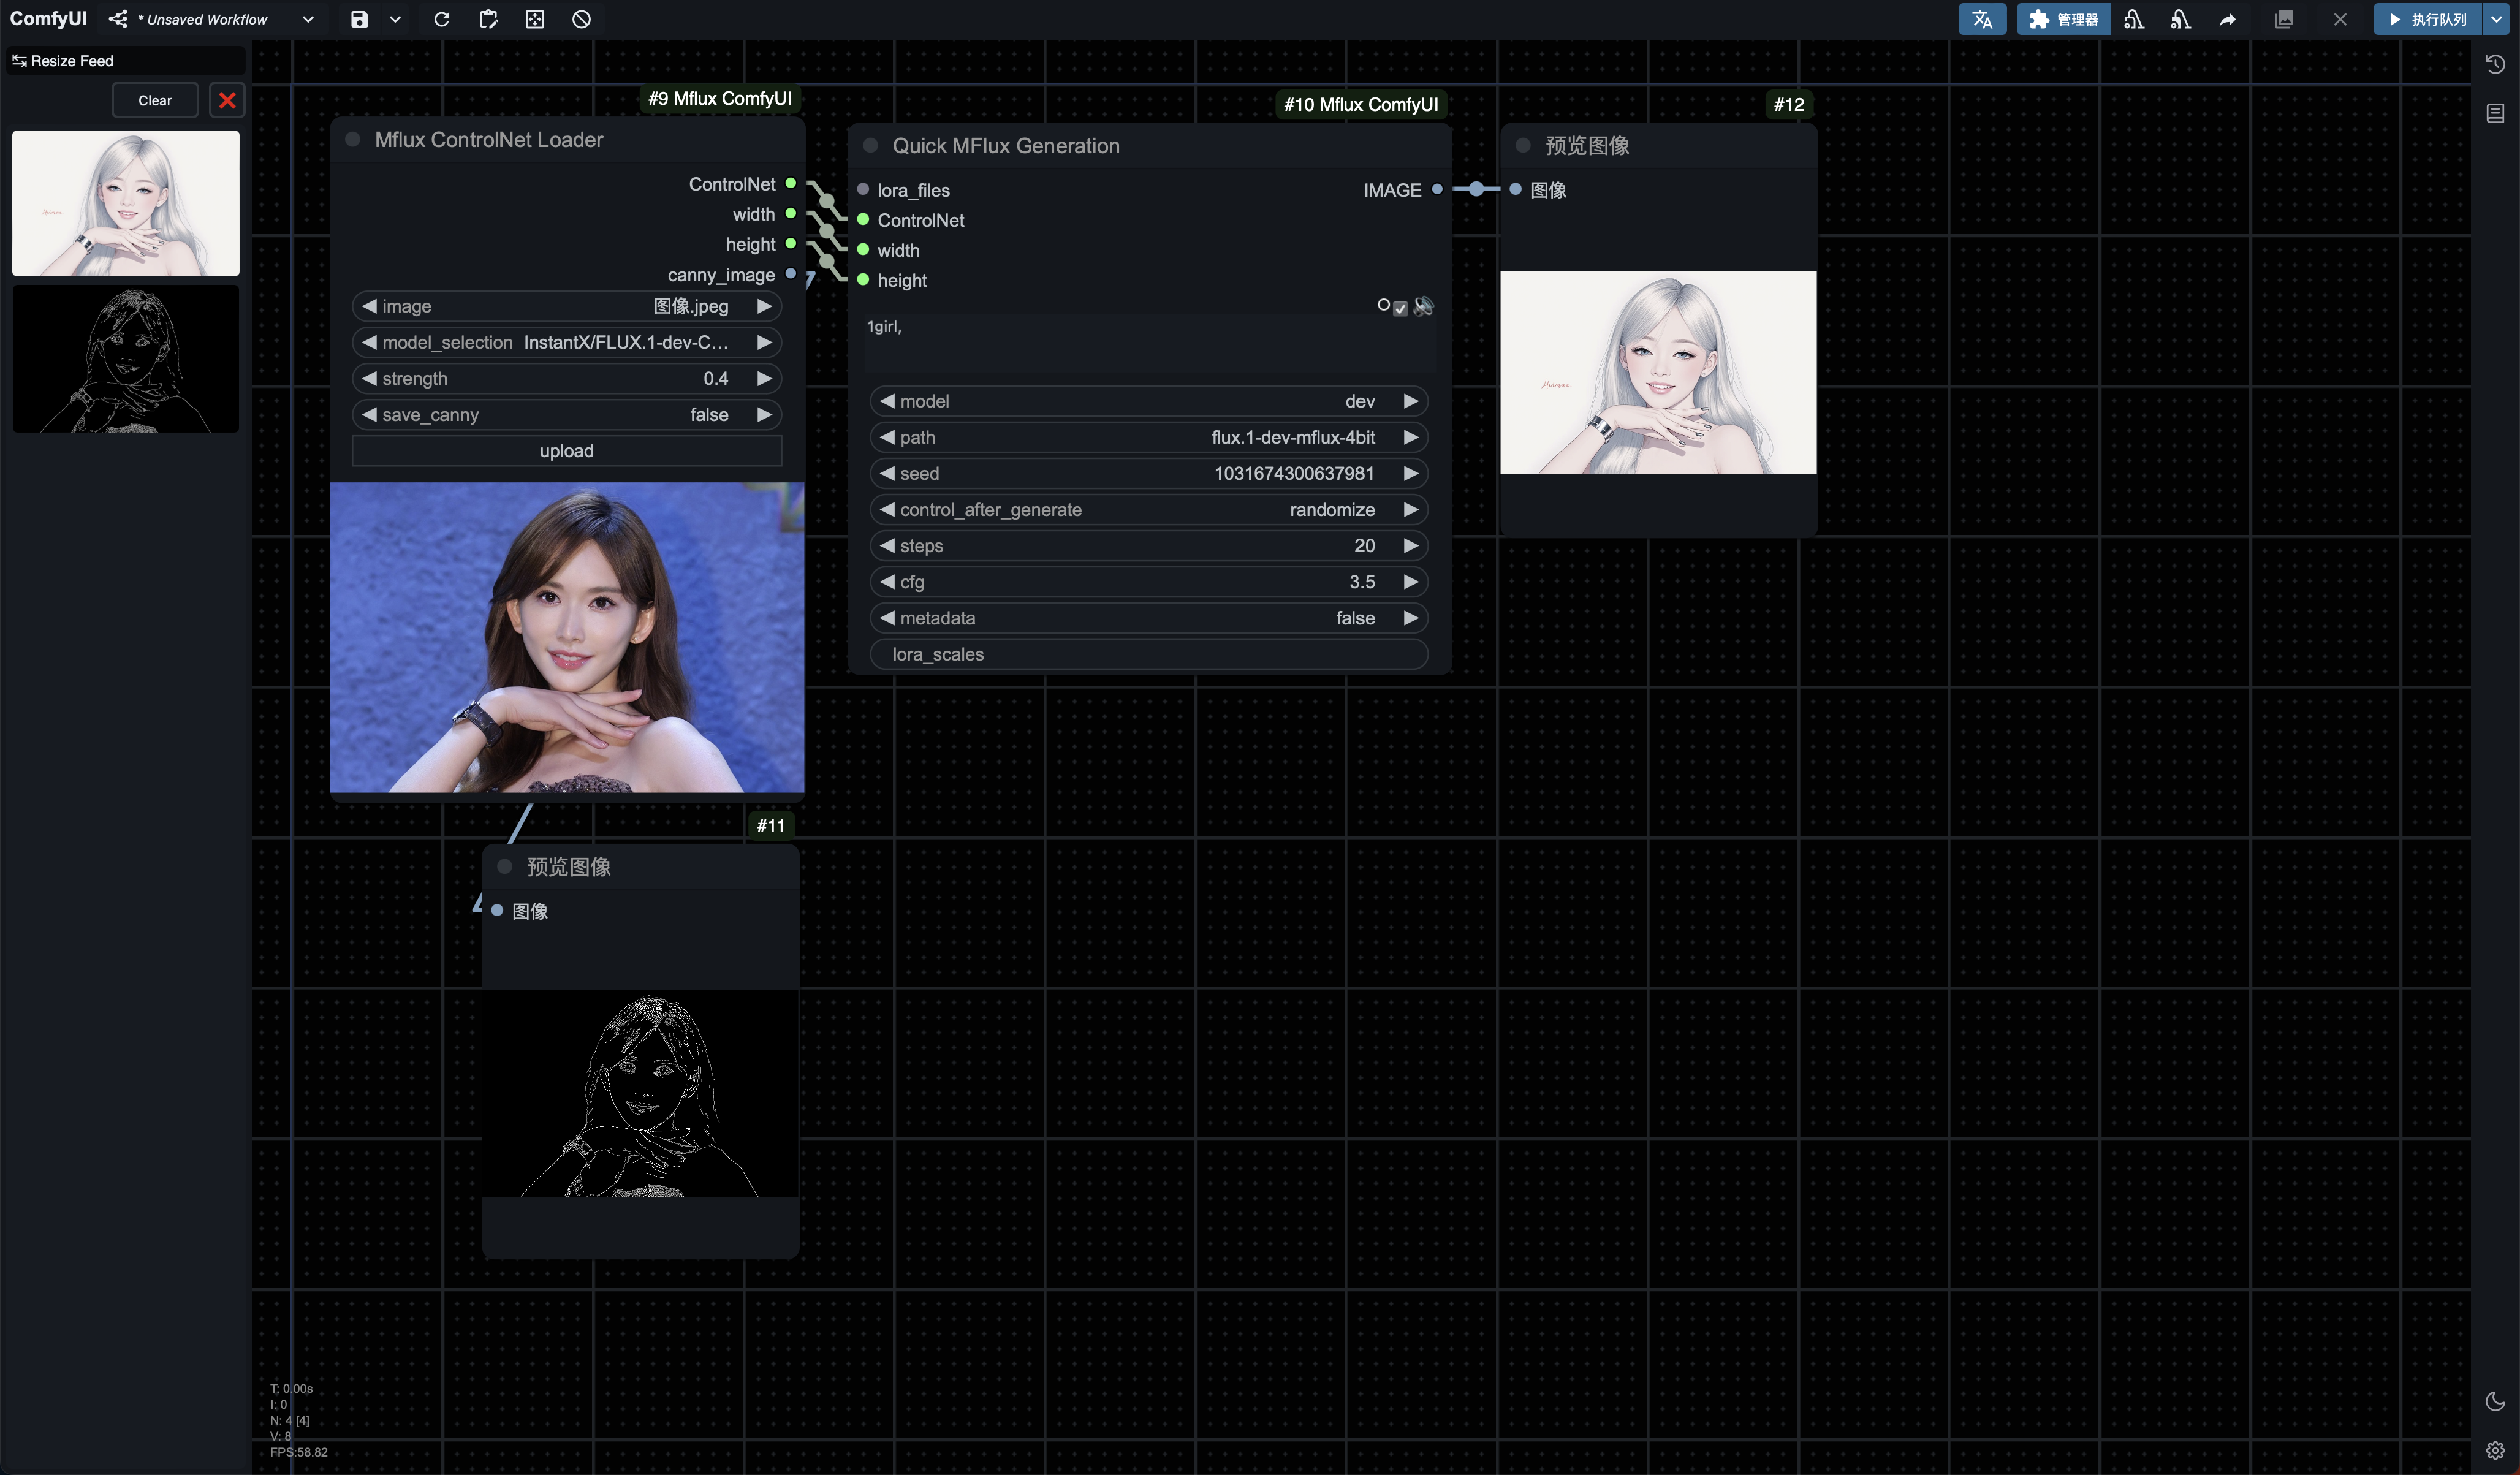 ComfyUI
* Unsaved Workflow
管理器
执行队列
Resize Feed
Clear
#9 Mflux ComfyUI
Mflux ControlNet Loader
ControlNet
width
height
canny_image
image 图像.jpeg
model_selection InstantX/FLUX.1-dev-C...
strength 0.4
save_canny false
upload
#10 Mflux ComfyUI
Quick MFlux Generation
lora_files IMAGE
ControlNet
width
height
1girl,
model dev
path flux.1-dev-mflux-4bit
seed 1031674300637981
control_after_generate randomize
steps 20
cfg 3.5
metadata false
lora_scales
#12
预览图像
图像
#11
预览图像
图像
T: 0.00s
I: 0
N: 4 [4]
V: 8
FPS:58.82